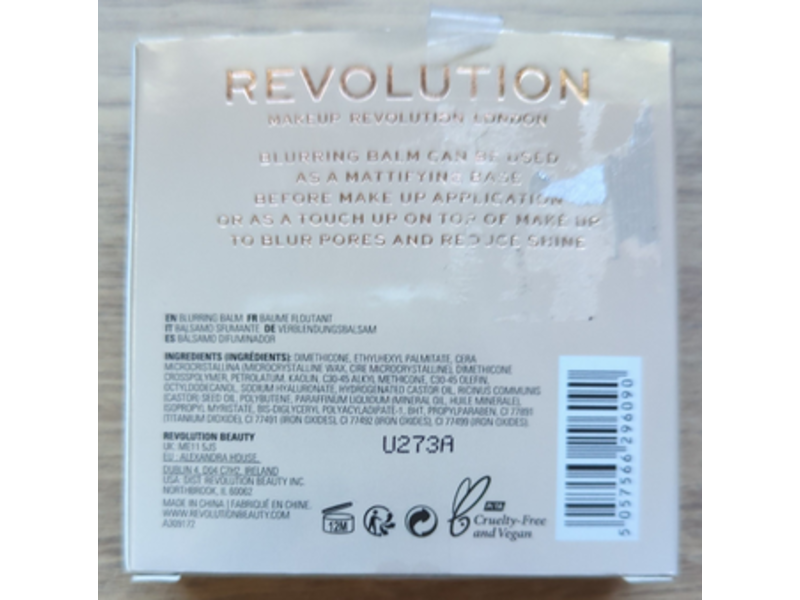 REVOLUTION
MAKEUP REVOLUTION LONDON
BLURRING BALM CAN BE USED
AS A MATTIFYING BASE
BEFORE MAKE UP APPLICATION
OR AS A TOUCH UP ON TOP OF MAKE UP
TO BLUR PORES AND REDUCE SHINE
EN BLURRING BALM FR BAUME FLOUTANT
IT BALSAMO SFUMANTE DE VERBLENDUNGSBALSAM
ES BÁLSAMO DIFUMINADOR
INGREDIENTS (INGRÉDIENTS): DIMETHICONE, ETHYLHEXYL PALMITATE, CERA
MICROCRISTALLINA (MICROCRYSTALLINE WAX, CIRE MICROCRYSTALLINE), DIMETHICONE
CROSSPOLYMER, PETROLATUM, KAOLIN, C30-45 ALKYL METHICONE, C30-45 OLEFIN,
OCTYLDODECANOL, SODIUM HYALURONATE, HYDROGENATED CASTOR OIL, RICINUS COMMUNIS
(CASTOR) SEED OIL, POLYBUTENE, PARAFFINUM LIQUIDUM (MINERAL OIL, HUILE MINERALE),
ISOPROPYL MYRISTATE, BIS-DIGLYCERYL POLYACYLADIPATE-1, BHT, PROPYLPARABEN, CI 77891
(TITANIUM DIOXIDE), CI 77491 (IRON OXIDES), CI 77492 (IRON OXIDES), CI 77499 (IRON OXIDES).
REVOLUTION BEAUTY
UK: ME11 5JS
EU: ALEXANDRA HOUSE,
DUBLIN 4, D04 C7H2, IRELAND
USA: DIST. REVOLUTION BEAUTY INC.
NORTHBROOK, IL 60062
MADE IN CHINA | FABRIQUÉ EN CHINE.
WWW.REVOLUTIONBEAUTY.COM
A309172
U273A
12M
PETA
Cruelty-Free
and Vegan
5 057566 296090